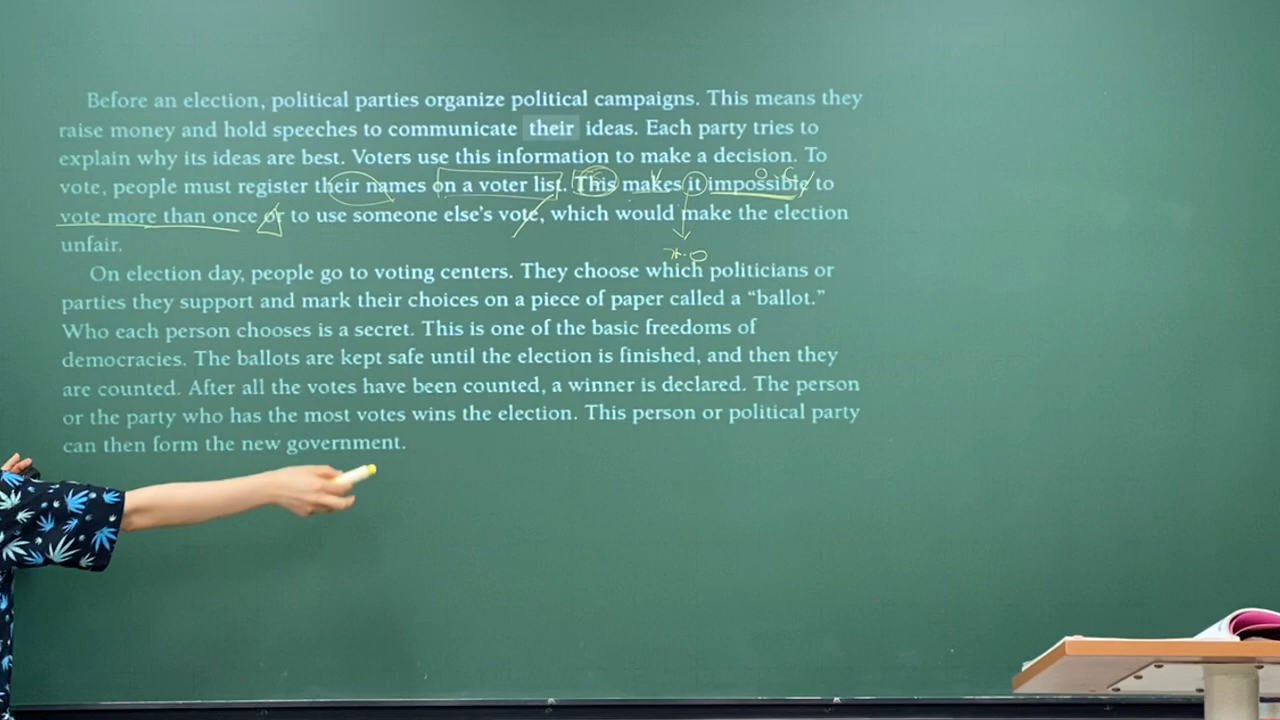 Before an election, political parties organize political campaigns. This means they
raise money and hold speeches to communicate their ideas. Each party tries to
explain why its ideas are best. Voters use this information to make a decision. To
vote, people must register their names on a voter list. This makes it impossible to
vote more than once or to use someone else's vote, which would make the election
unfair.
On election day, people go to voting centers. They choose which politicians or
parties they support and mark their choices on a piece of paper called a “ballot.”
Who each person chooses is a secret. This is one of the basic freedoms of
democracies. The ballots are kept safe until the election is finished, and then they
are counted. After all the votes have been counted, a winner is declared. The person
or the party who has the most votes wins the election. This person or political party
can then form the new government.